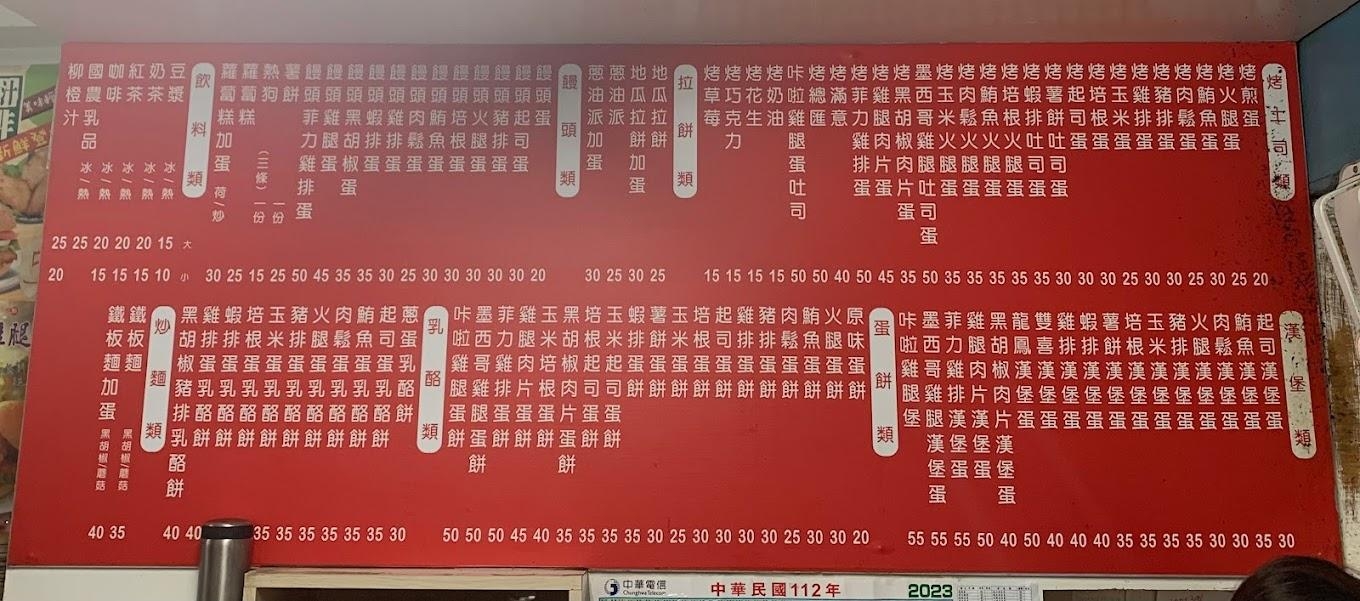 烤土司類
烤煎蛋
烤火腿蛋
烤鮪魚蛋
烤肉鬆蛋
烤豬排蛋
烤雞排蛋
烤玉米蛋
烤培根蛋
烤起司蛋
烤薯餅吐司蛋
烤蝦排吐司蛋
烤培根火腿蛋
烤鮪魚火腿蛋
烤肉鬆火腿蛋
烤玉米火腿蛋
墨西哥雞腿吐司蛋
烤黑胡椒肉片蛋
烤雞腿肉片蛋
烤菲力雞排蛋
烤滿意
烤總匯
咔啦雞腿蛋吐司
烤奶油
烤花生
烤巧克力
烤草莓
拉餅類
地瓜拉餅
地瓜拉餅加蛋
蔥油派
蔥油派加蛋
饅頭類
饅頭蛋
饅頭起司蛋
饅頭豬排蛋
饅頭火腿蛋
饅頭培根蛋
饅頭鮪魚蛋
饅頭肉鬆蛋
饅頭雞排蛋
饅頭蝦排蛋
饅頭黑胡椒蛋
饅頭雞腿蛋
饅頭菲力雞排蛋
薯餅 一份
熱狗 (三條) 一份
蘿蔔糕
蘿蔔糕加蛋 荷/炒
飲料類
豆漿 冰/熱
奶茶 冰/熱
紅茶 冰/熱
咖啡 冰/熱
國農乳品 冰/熱
柳橙汁
25 25 20 20 20 15 大
20 15 15 15 10 小
30 25 15 25 50 45 35 35 30 25 30 30 30 30 30 20
30 25 30 25
15 15 15 15 50 50 40 50 45 35 50 35 35 35 35 35 30 30 30 25 30 30 25 30 25 20
漢堡類
起司漢堡蛋
鮪魚漢堡蛋
肉鬆漢堡蛋
火腿漢堡蛋
豬排漢堡蛋
玉米漢堡蛋
培根漢堡蛋
薯餅漢堡蛋
蝦排漢堡蛋
雞排漢堡蛋
雙喜漢堡蛋
龍鳳漢堡蛋
黑胡椒肉片漢堡蛋
雞腿肉片漢堡蛋
菲力雞排漢堡蛋
墨西哥雞腿漢堡蛋
咔啦雞腿堡
蛋餅類
原味蛋餅
火腿蛋餅
鮪魚蛋餅
肉鬆蛋餅
豬排蛋餅
雞排蛋餅
起司蛋餅
培根蛋餅
玉米蛋餅
薯餅蛋餅
蝦排蛋餅
玉米起司蛋餅
培根起司蛋餅
黑胡椒肉片蛋餅
玉米培根蛋餅
雞腿肉片蛋餅
菲力雞排蛋餅
墨西哥雞腿蛋餅
咔啦雞腿蛋餅
乳酪類
蔥蛋乳酪餅
起司蛋乳酪餅
鮪魚蛋乳酪餅
肉鬆蛋乳酪餅
火腿蛋乳酪餅
豬排蛋乳酪餅
玉米蛋乳酪餅
培根蛋乳酪餅
蝦排蛋乳酪餅
雞排蛋乳酪餅
黑胡椒豬排乳酪餅
炒麵類
鐵板麵 黑胡椒/蘑菇
鐵板麵加蛋 黑胡椒/蘑菇
40 35
40 40 35 35 35 35 35 35 30
50 50 50 45 40 35 35 35 35 30 25 30 30 30 30 25 30 30 20
55 55 55 50 40 50 40 40 40 35 35 35 35 30 30 35 30
中華電信
Chunghwa Telecom
中華民國112年
2023